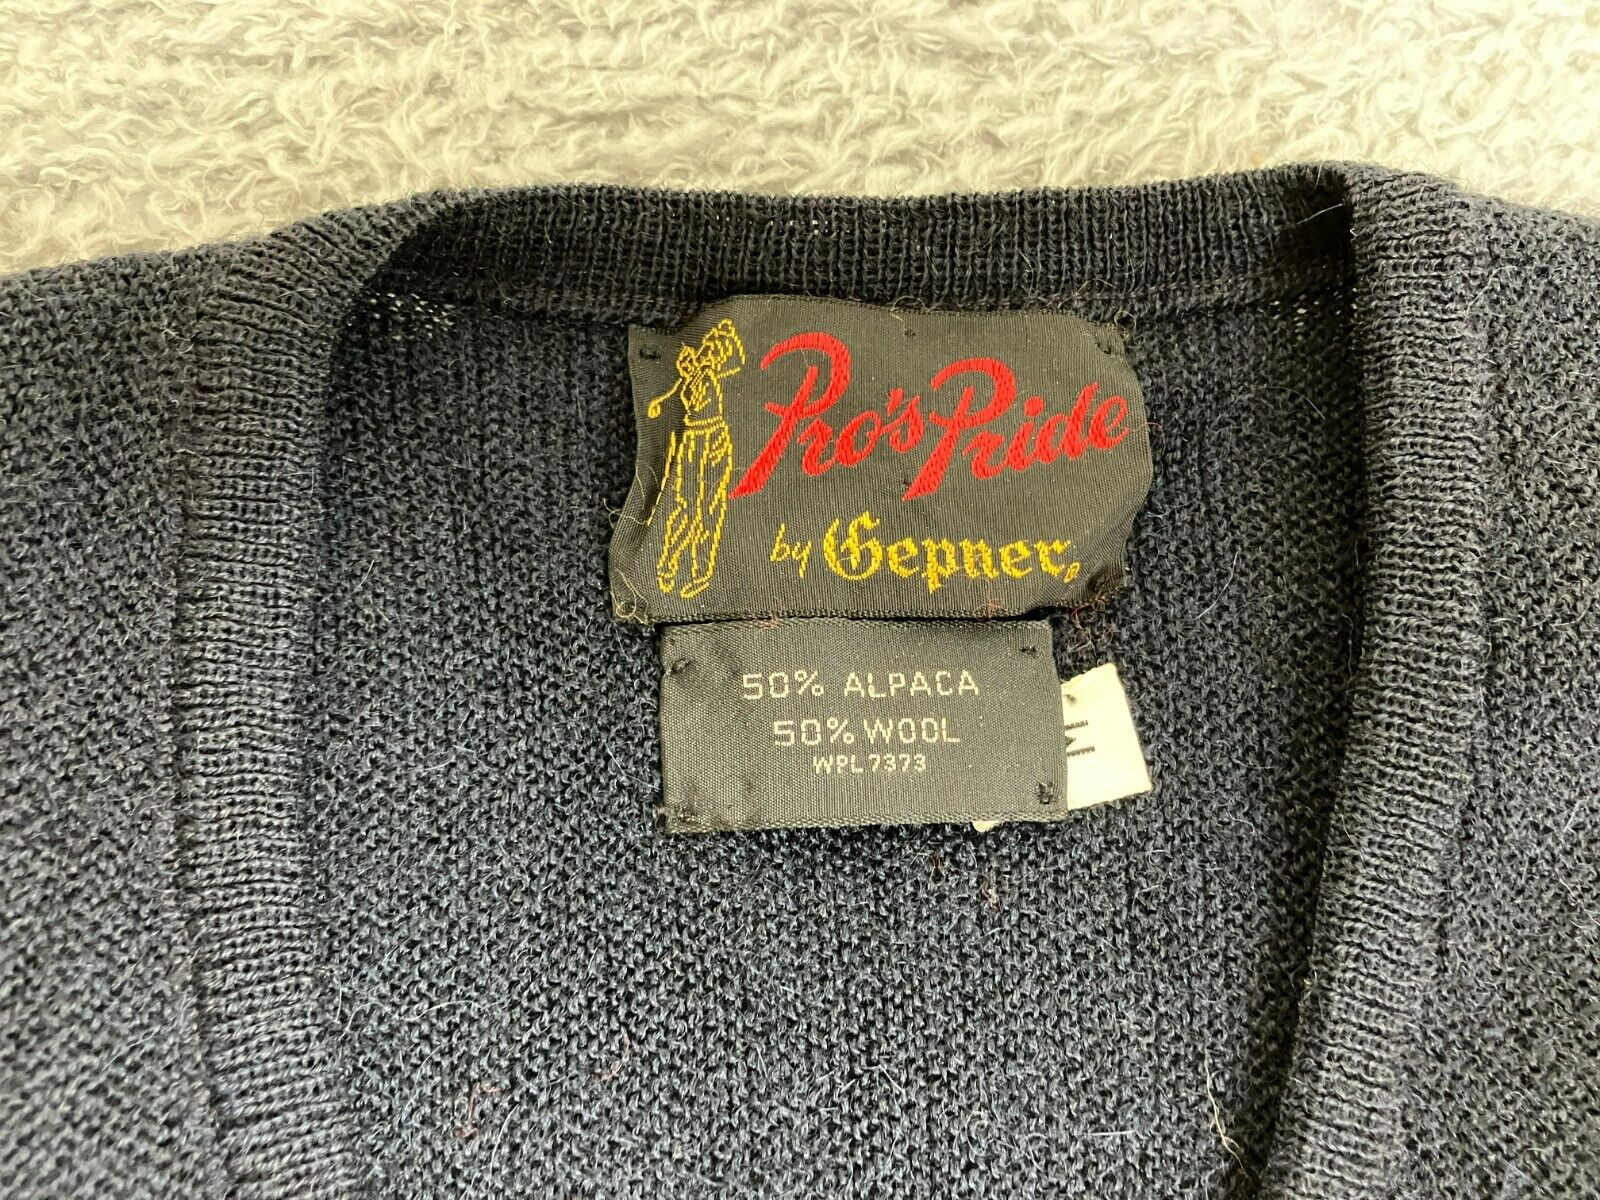 Pro's Pride
by Gepner®
50% ALPACA
50% WOOL
WPL 7373
M